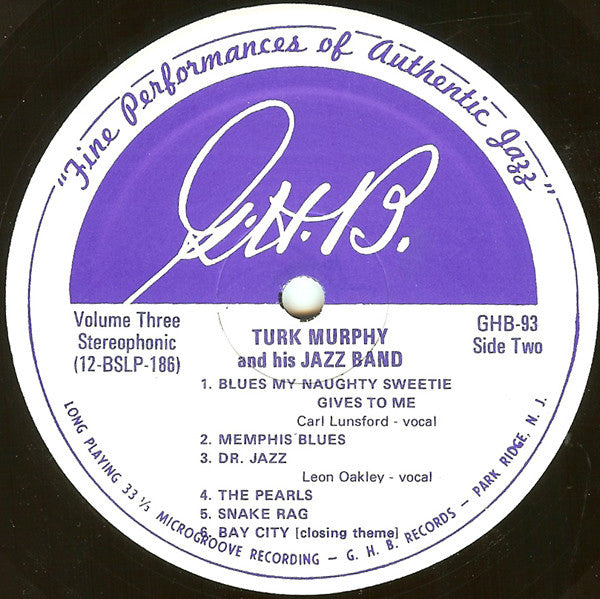 "Fine Performances of Authentic Jazz"
G.H.B.
Volume Three
Stereophonic
(12-BSLP-186)
TURK MURPHY
and his JAZZ BAND
GHB-93
Side Two
1. BLUES MY NAUGHTY SWEETIE
GIVES TO ME
Carl Lunsford - vocal
2. MEMPHIS BLUES
3. DR. JAZZ
Leon Oakley - vocal
4. THE PEARLS
5. SNAKE RAG
6. BAY CITY [closing theme]
LONG PLAYING 33 1/3 MICROGROOVE RECORDING - G. H. B. RECORDS - PARK RIDGE, N. J.